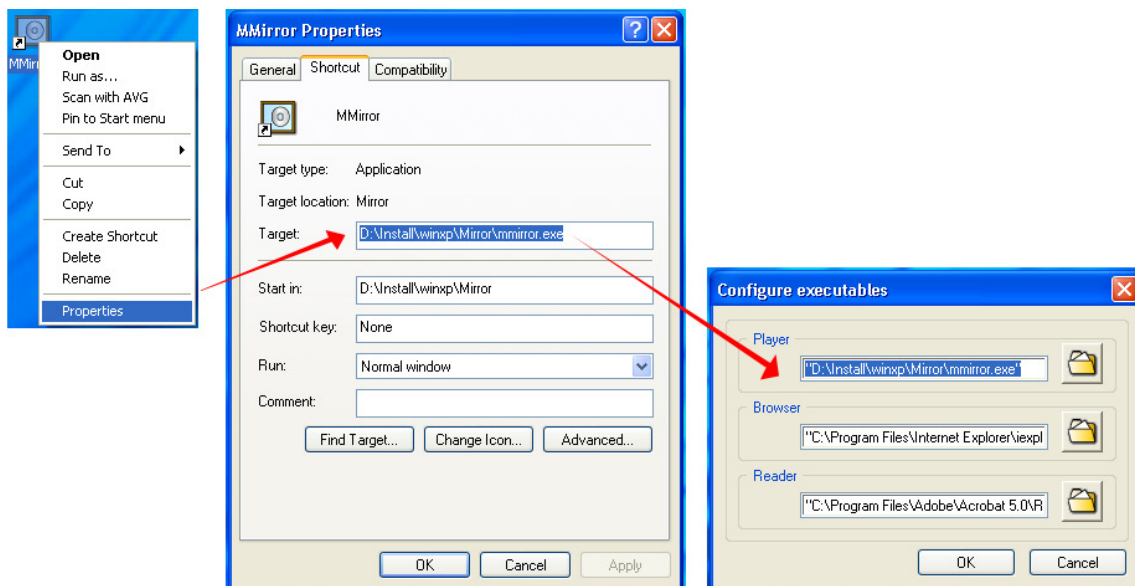 MMirr
Open
Run as...
Scan with AVG
Pin to Start menu
Send To
Cut
Copy
Create Shortcut
Delete
Rename
Properties
MMirror Properties
General Shortcut Compatibility
MMirror
Target type: Application
Target location: Mirror
Target: D:\Install\winxp\Mirror\mmirror.exe
Start in: D:\Install\winxp\Mirror
Shortcut key: None
Run: Normal window
Comment:
Find Target... Change Icon... Advanced...
OK Cancel Apply
Configure executables
Player
"D:\Install\winxp\Mirror\mmirror.exe"
Browser
"C:\Program Files\Internet Explorer\iexpl
Reader
"C:\Program Files\Adobe\Acrobat 5.0\R
OK Cancel